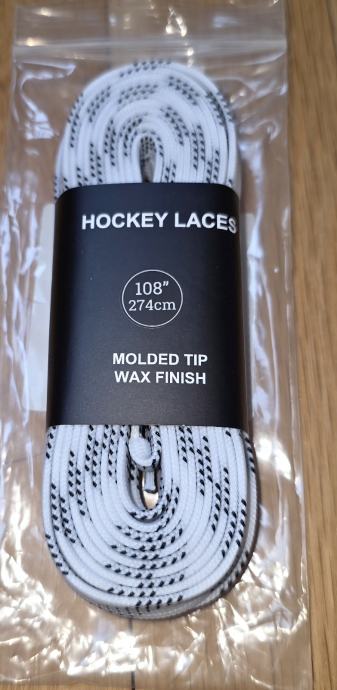 HOCKEY LACES
108”
274cm
MOLDED TIP
WAX FINISH